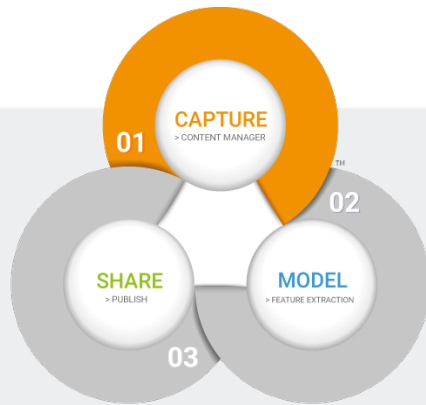 CAPTURE
> CONTENT MANAGER
01
TM
02
SHARE
> PUBLISH
MODEL
> FEATURE EXTRACTION
03